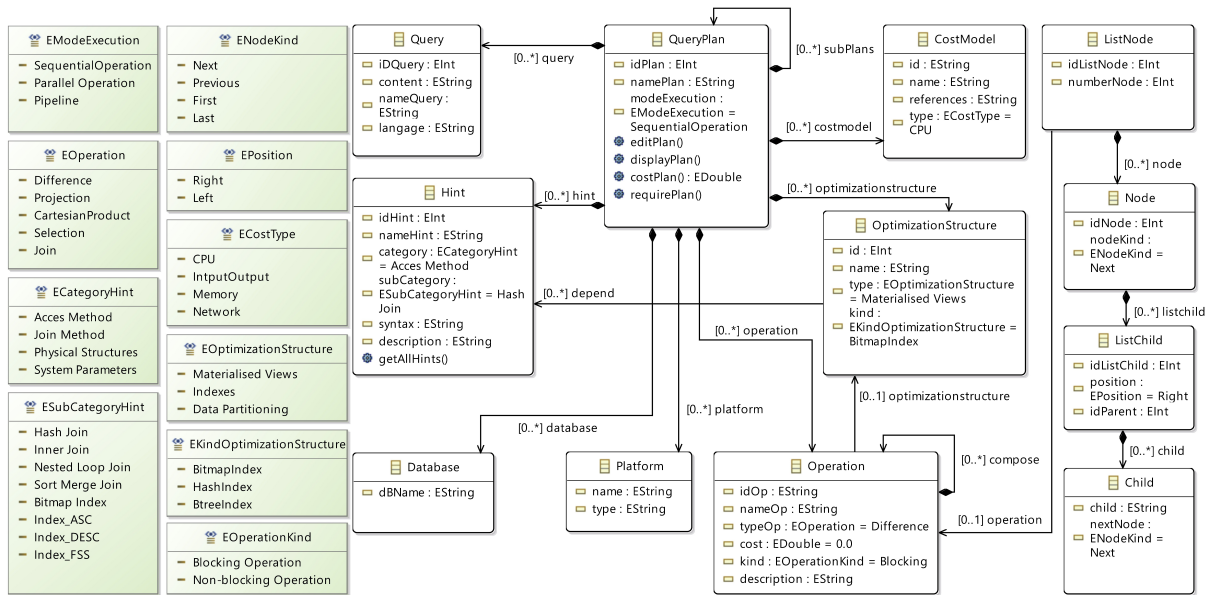 EModeExecution
SequentialOperation
Parallel Operation
Pipeline
EOperation
Difference
Projection
CartesianProduct
Selection
Join
ECategoryHint
Acces Method
Join Method
Physical Structures
System Parameters
ESubCategoryHint
Hash Join
Inner Join
Nested Loop Join
Sort Merge Join
Bitmap Index
Index_ASC
Index_DESC
Index_FSS
ENodeKind
Next
Previous
First
Last
EPosition
Right
Left
ECostType
CPU
IntputOutput
Memory
Network
EOptimizationStructure
Materialised Views
Indexes
Data Partitioning
EKindOptimizationStructure
BitmapIndex
HashIndex
BtreeIndex
EOperationKind
Blocking Operation
Non-blocking Operation
Query
iDQuery : EInt
content : EString
nameQuery :
EString
langage : EString
[0..*] query
QueryPlan
idPlan : EInt
namePlan : EString
modeExecution :
EModeExecution =
SequentialOperation
editPlan()
displayPlan()
costPlan() : EDouble
requirePlan()
[0..*] subPlans
[0..*] costmodel
CostModel
id : EString
name : EString
references : EString
type : ECostType =
CPU
ListNode
idListNode : EInt
numberNode : EInt
[0..*] node
Hint
idHint : EInt
nameHint : EString
category : ECategoryHint
= Acces Method
subCategory :
ESubCategoryHint = Hash
Join
syntax : EString
description : EString
getAllHints()
[0..*] hint
[0..*] optimizationstructure
OptimizationStructure
id : EInt
name : EString
type : EOptimizationStructure
= Materialised Views
kind :
EKindOptimizationStructure =
BitmapIndex
[0..*] depend
[0..*] operation
[0..1] optimizationstructure
Node
idNode : EInt
nodeKind :
ENodeKind =
Next
[0..*] listchild
ListChild
idListChild : EInt
position :
EPosition = Right
idParent : EInt
[0..*] child
Child
child : EString
nextNode :
ENodeKind =
Next
[0..*] database
Database
dBName : EString
[0..*] platform
Platform
name : EString
type : EString
Operation
idOp : EString
nameOp : EString
typeOp : EOperation = Difference
cost : EDouble = 0.0
kind : EOperationKind = Blocking
description : EString
[0..*] compose
[0..1] operation